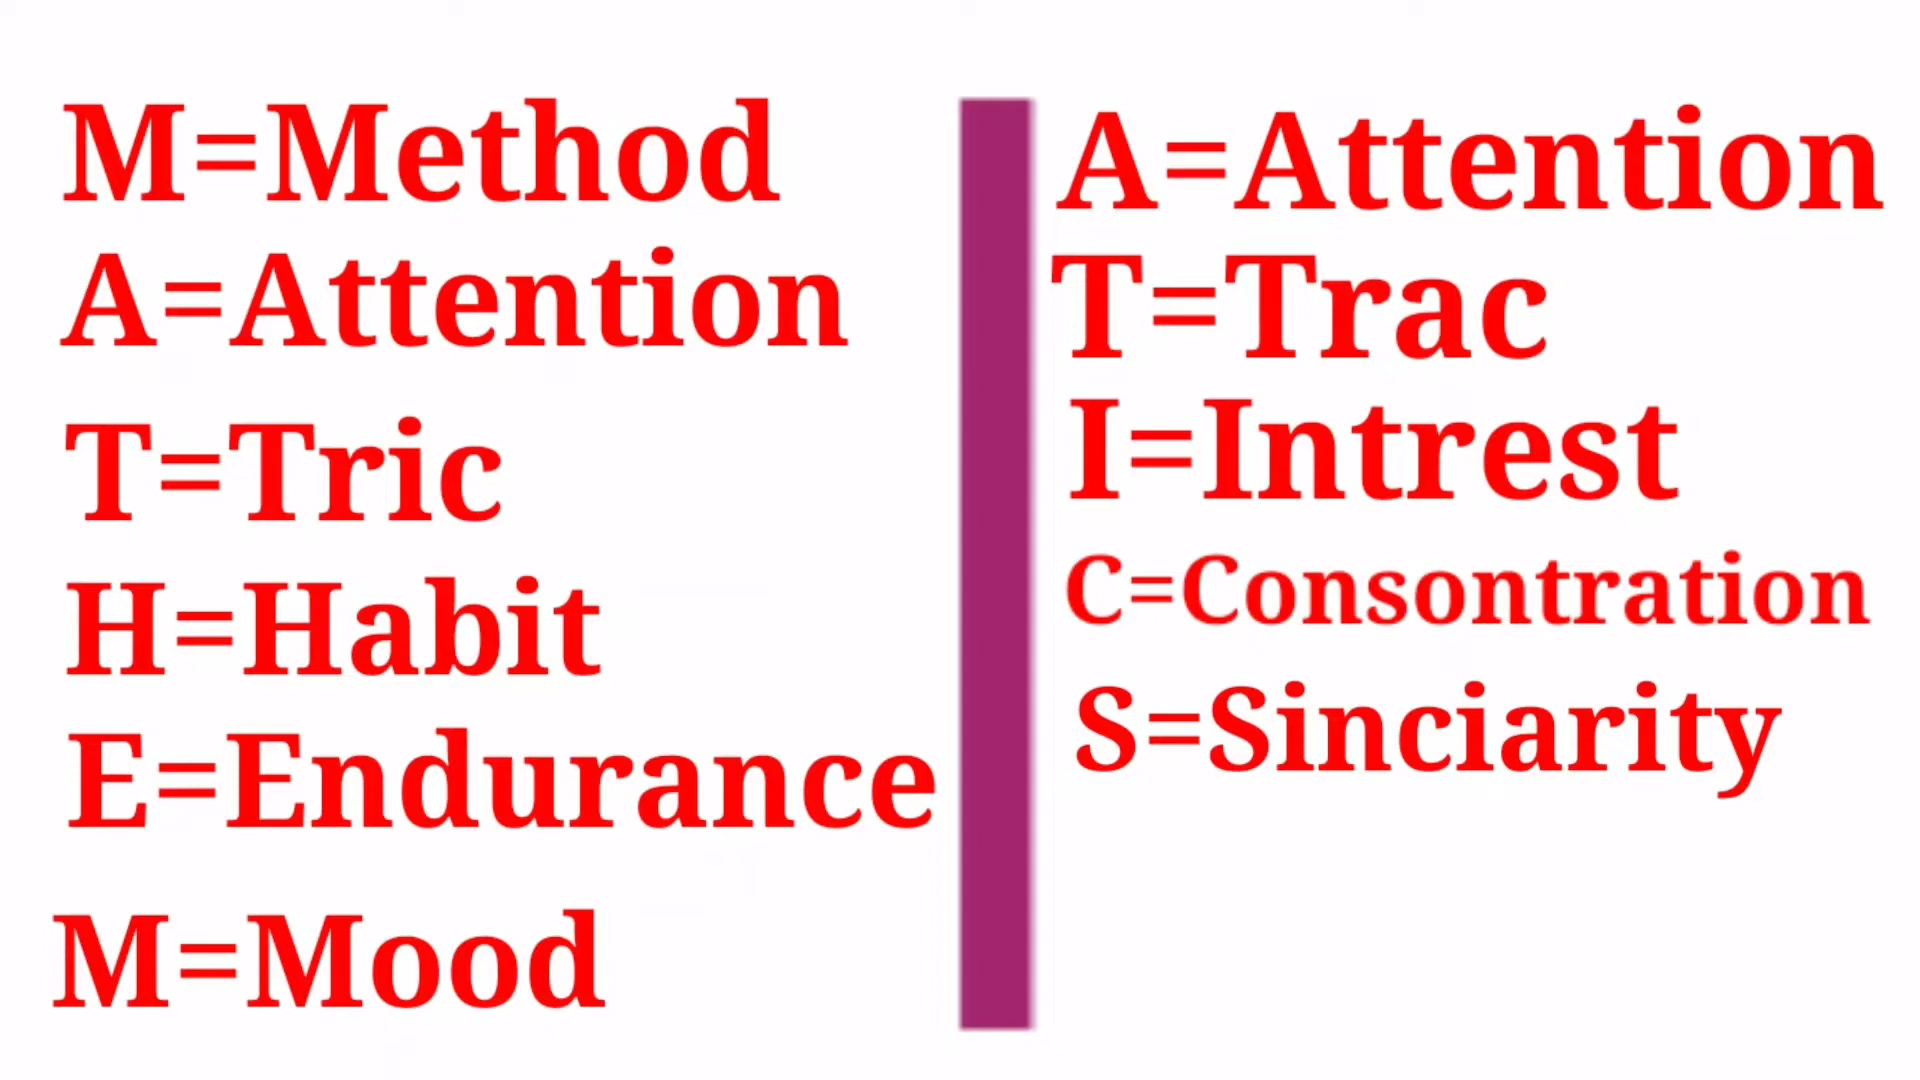 M=Method
A=Attention
T=Tric
H=Habit
E=Endurance
M=Mood
A=Attention
T=Trac
I=Intrest
C=Consontration
S=Sinciarity